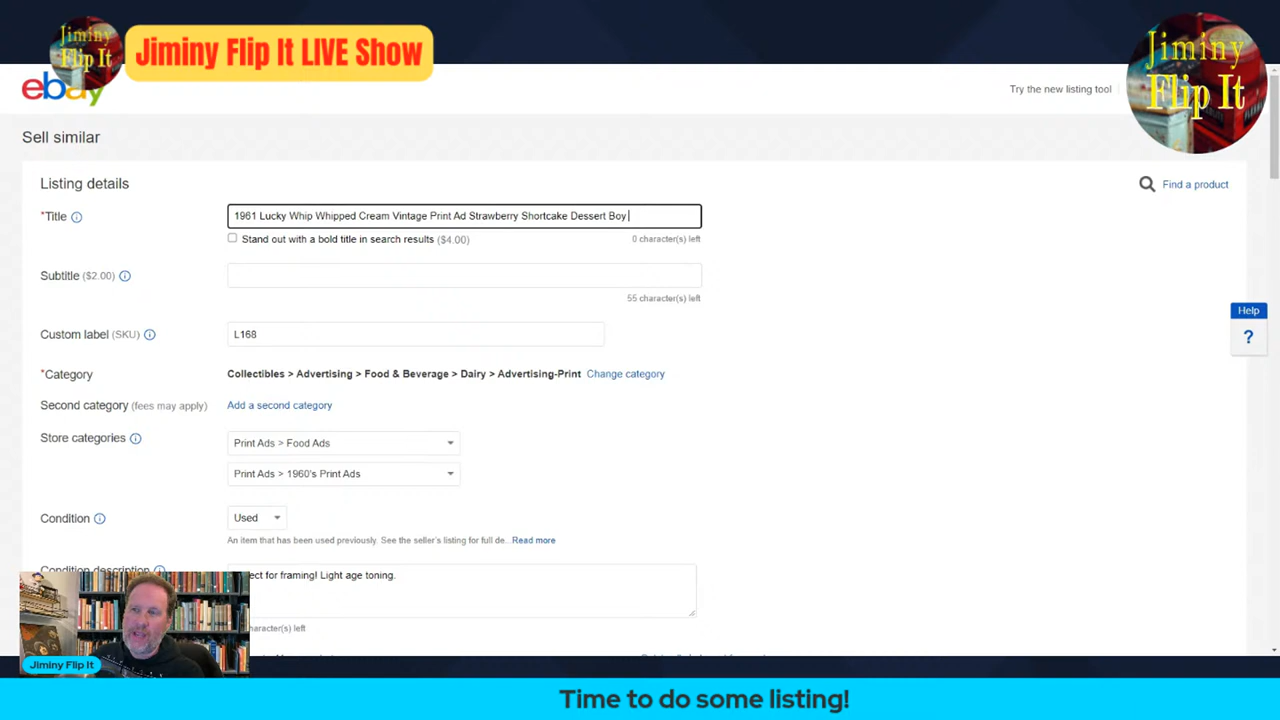 Jiminy
Flip It
Jiminy Flip It LIVE Show
Jiminy
Flip It
ebay
Try the new listing tool
Sell similar
Listing details
Find a product
*Title
1961 Lucky Whip Whipped Cream Vintage Print Ad Strawberry Shortcake Dessert Boy
Stand out with a bold title in search results ($4.00)
0 character(s) left
Subtitle ($2.00)
55 character(s) left
Help
?
Custom label (SKU)
L168
*Category
Collectibles > Advertising > Food & Beverage > Dairy > Advertising-Print Change category
Second category (fees may apply)
Add a second category
Store categories
Print Ads > Food Ads
Print Ads > 1960's Print Ads
Condition
Used
An item that has been used previously. See the seller's listing for full de... Read more
Condition description
ect for framing! Light age toning.
character(s) left
Jiminy Flip It
Time to do some listing!